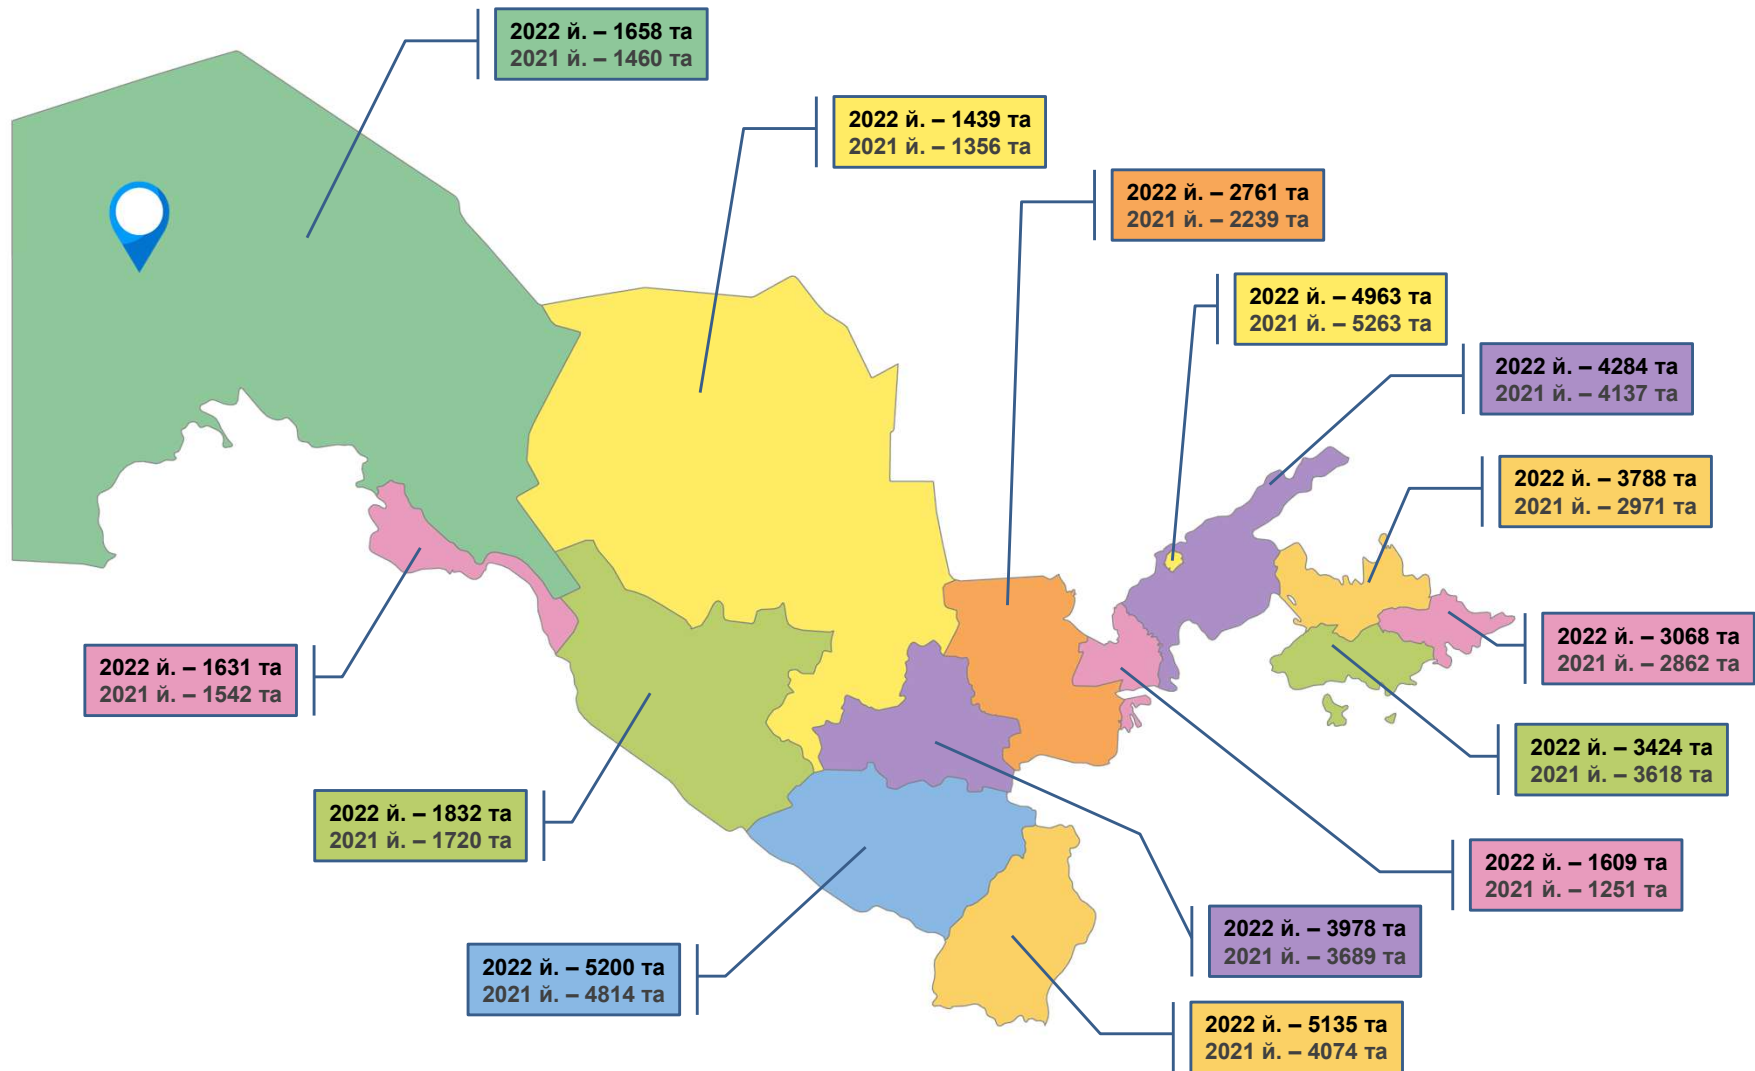 2022 й. – 1658 та
2021 й. – 1460 та
2022 й. – 1439 та
2021 й. – 1356 та
2022 й. – 2761 та
2021 й. – 2239 та
2022 й. – 4963 та
2021 й. – 5263 та
2022 й. – 4284 та
2021 й. – 4137 та
2022 й. – 3788 та
2021 й. – 2971 та
2022 й. – 3068 та
2021 й. – 2862 та
2022 й. – 1631 та
2021 й. – 1542 та
2022 й. – 3424 та
2021 й. – 3618 та
2022 й. – 1832 та
2021 й. – 1720 та
2022 й. – 1609 та
2021 й. – 1251 та
2022 й. – 3978 та
2021 й. – 3689 та
2022 й. – 5200 та
2021 й. – 4814 та
2022 й. – 5135 та
2021 й. – 4074 та